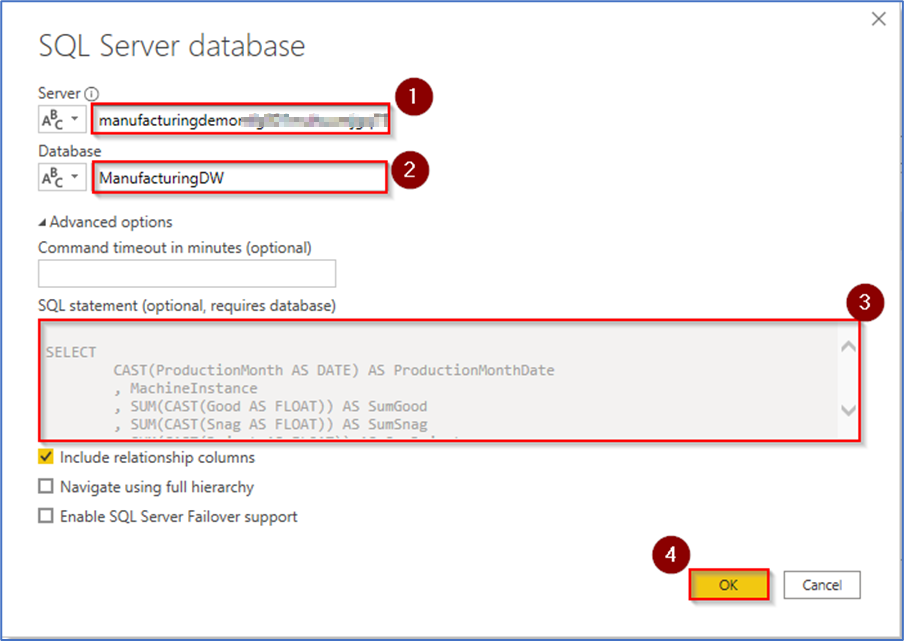 SQL Server database
Server
1
ABC manufacturingdemo
Database
2
ABC ManufacturingDW
Advanced options
Command timeout in minutes (optional)
SQL statement (optional, requires database)
3
SELECT
CAST(ProductionMonth AS DATE) AS ProductionMonthDate
, MachineInstance
, SUM(CAST(Good AS FLOAT)) AS SumGood
, SUM(CAST(Snag AS FLOAT)) AS SumSnag
Include relationship columns
Navigate using full hierarchy
Enable SQL Server Failover support
4
OK Cancel